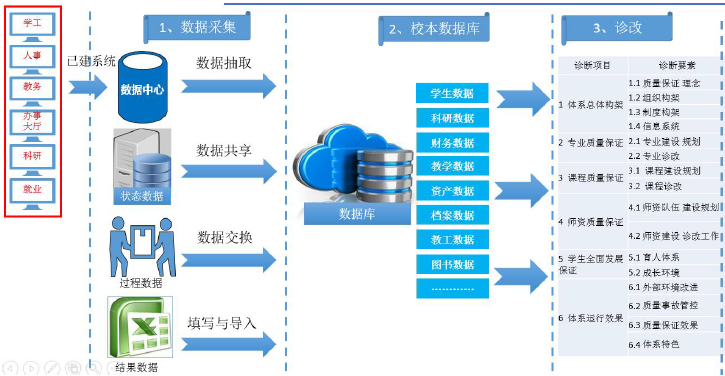 学工
人事
教务
办事
大厅
科研
就业
已建系统
1、数据采集
数据中心
数据抽取
状态数据
数据共享
过程数据
数据交换
结果数据
填写与导入
2、校本数据库
数据库
学生数据
科研数据
财务数据
教学数据
资产数据
档案数据
教工数据
图书数据
…………
3、诊改
诊断项目 诊断要素
1 体系总体构架
1.1 质量保证 理念
1.2 组织构架
1.3 制度构架
1.4 信息系统
2 专业质量保证
2.1 专业建设 规划
2.2 专业诊改
3 课程质量保证
3.1 课程建设规划
3.2 课程诊改
4 师资质量保证
4.1 师资队伍 建设规划
4.2 师资建设 诊改工作
5 学生全面发展
保证
5.1 育人体系
5.2 成长环境
6 体系运行效果
6.1 外部环境改进
6.2 质量事故管控
6.3 质量保证效果
6.4 体系特色